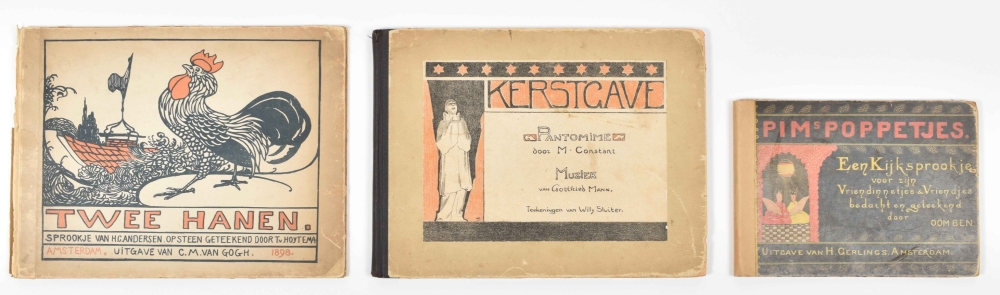 TWEE HANEN.
SPROOKJE VAN H.C. ANDERSEN. OP STEEN GETEEKEND DOOR TH. HOYTEMA
AMSTERDAM. UITGAVE VAN C.M. VAN GOGH. 1898.
KERSTGAVE
PANTOMIME
door M. Constant
MUSIEK
van Gottfried Mann.
Teekeningen van Willy Sluiter.
PIMS POPPETJES.
Een Kijksprookje
voor zijn
Vriendinnetjes & Vriendjes
bedacht en geteekend
door
OOM BEN
UITGAVE VAN H. GERLINGS. AMSTERDAM.